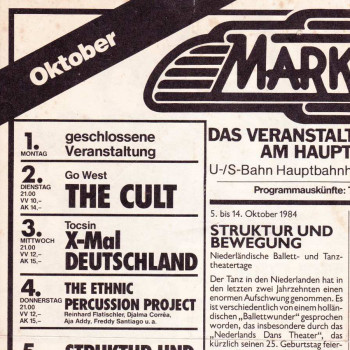 Oktober
MARK
1.
MONTAG
geschlossene
Veranstaltung
2.
DIENSTAG
21.00
VV 10,–
AK 14,–
Go West
THE CULT
3.
MITTWOCH
21.00
VV 12,–
AK 15,–
Tocsin
X-Mal
DEUTSCHLAND
4.
DONNERSTAG
21.00
VV 12,–
AK 15,–
THE ETHNIC
PERCUSSION PROJECT
Reinhard Flatischler, Djalma Corrêa,
Aja Addy, Freddy Santiago u. a.
5.
STRUKTUR UND
DAS VERANSTALT
AM HAUPT
U-/S-Bahn Hauptbahnh
Programmauskünfte:
5. bis 14. Oktober 1984
STRUKTUR UND
BEWEGUNG
Niederländische Ballett- und Tanz-
theatertage
Der Tanz in den Niederlanden hat in
den letzten zwei Jahrzehnten einen
enormen Aufschwung genommen. Es
ist verschiedentlich von einem hollän-
dischen „Ballettwunder“ gesprochen
worden, das insbesondere durch das
„Nederlands Dans Theater“, das
kürzlich seinen 25. Geburtstag feier-